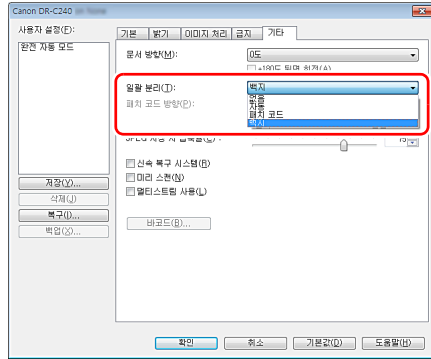 Canon DR-C240
사용자 설정(F):
완전 자동 모드
저장(V)...
삭제(J)
복구(I)...
백업(X)...
기본 밝기 이미지 처리 급지 기타
문서 방향(M): 0도
일괄 분리(T): 백지
없음
자동
패치 코드
백지
패치 코드 방향(P):
신속 복구 시스템(R)
미리 스캔(N)
멀티스트림 사용(L)
바코드(B)...
확인 취소 기본값(D) 도움말(H)